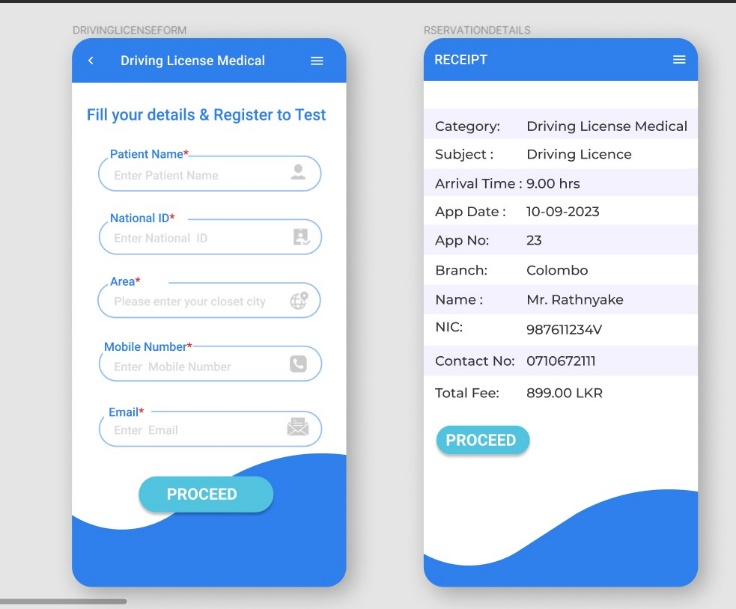 DRIVINGLICENSEFORM
Driving License Medical
Fill your details & Register to Test
Patient Name*
Enter Patient Name
National ID*
Enter National ID
Area*
Please enter your closet city
Mobile Number*
Enter Mobile Number
Email*
Enter Email
PROCEED
RSERVATIONDETAILS
RECEIPT
Category: Driving License Medical
Subject : Driving Licence
Arrival Time : 9.00 hrs
App Date : 10-09-2023
App No: 23
Branch: Colombo
Name : Mr. Rathnyake
NIC: 987611234V
Contact No: 0710672111
Total Fee: 899.00 LKR
PROCEED